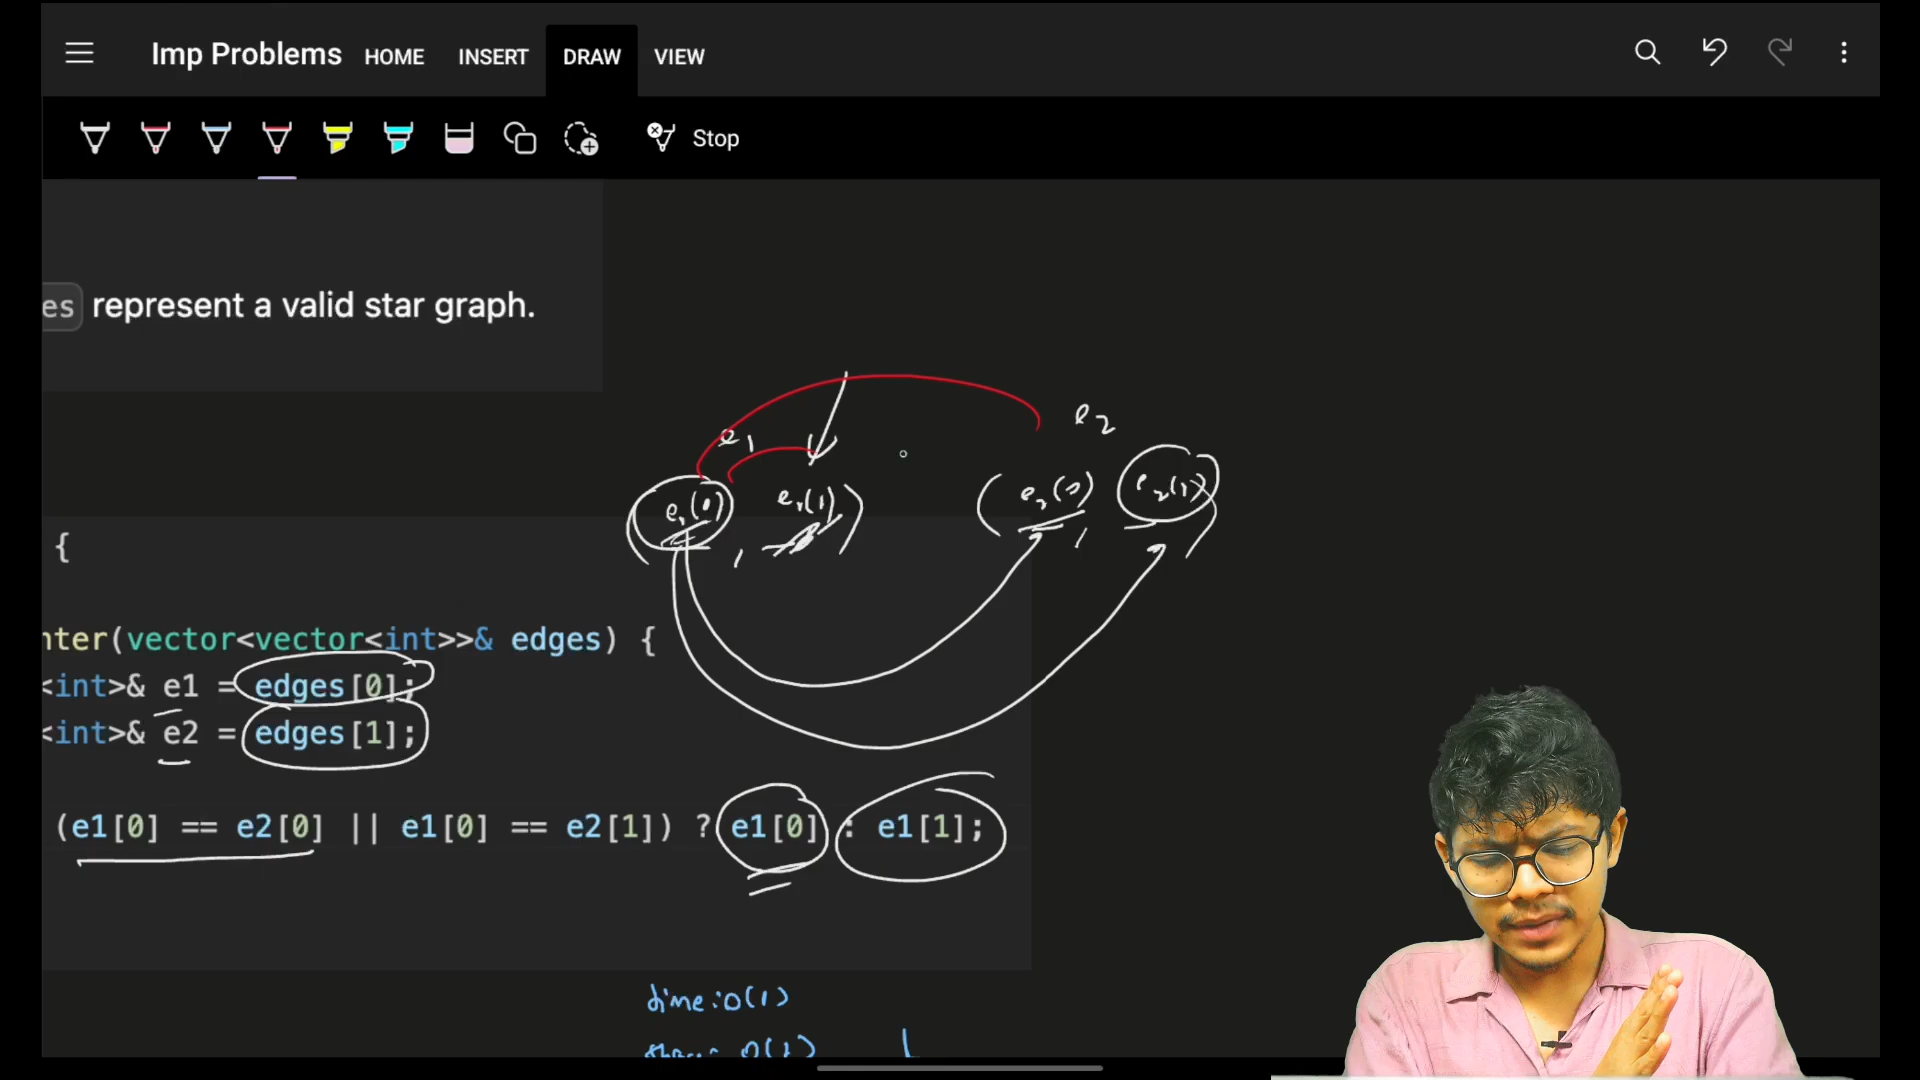 Imp Problems HOME INSERT DRAW VIEW
Stop
es represent a valid star graph.
e1 e2
(e1(0), e1(1)) (e2(0), e2(1))
{
nter(vector<vector<int>>& edges) {
<int>& e1 = edges[0];
<int>& e2 = edges[1];
(e1[0] == e2[0] || e1[0] == e2[1]) ? e1[0] : e1[1];
time: O(1)
O(1)